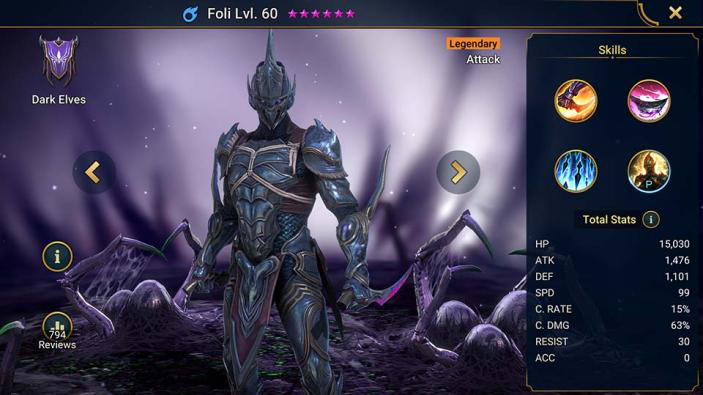 Foli Lvl. 60
Legendary
Attack
Dark Elves
794
Reviews
Skills
P
Total Stats
HP 15,030
ATK 1,476
DEF 1,101
SPD 99
C. RATE 15%
C. DMG 63%
RESIST 30
ACC 0